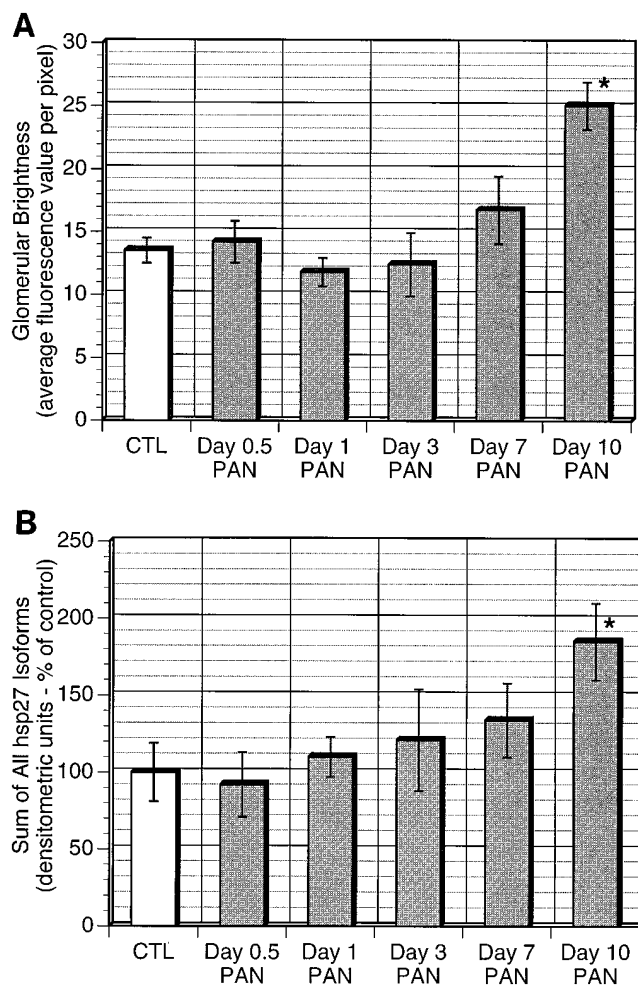 A
Glomerular Brightness
(average fluorescence value per pixel)
30
25
20
15
10
5
0
*
CTL
Day 0.5
PAN
Day 1
PAN
Day 3
PAN
Day 7
PAN
Day 10
PAN
B
Sum of All hsp27 Isoforms
(densitometric units - % of control)
250
200
150
100
50
0
*
CTL
Day 0.5
PAN
Day 1
PAN
Day 3
PAN
Day 7
PAN
Day 10
PAN